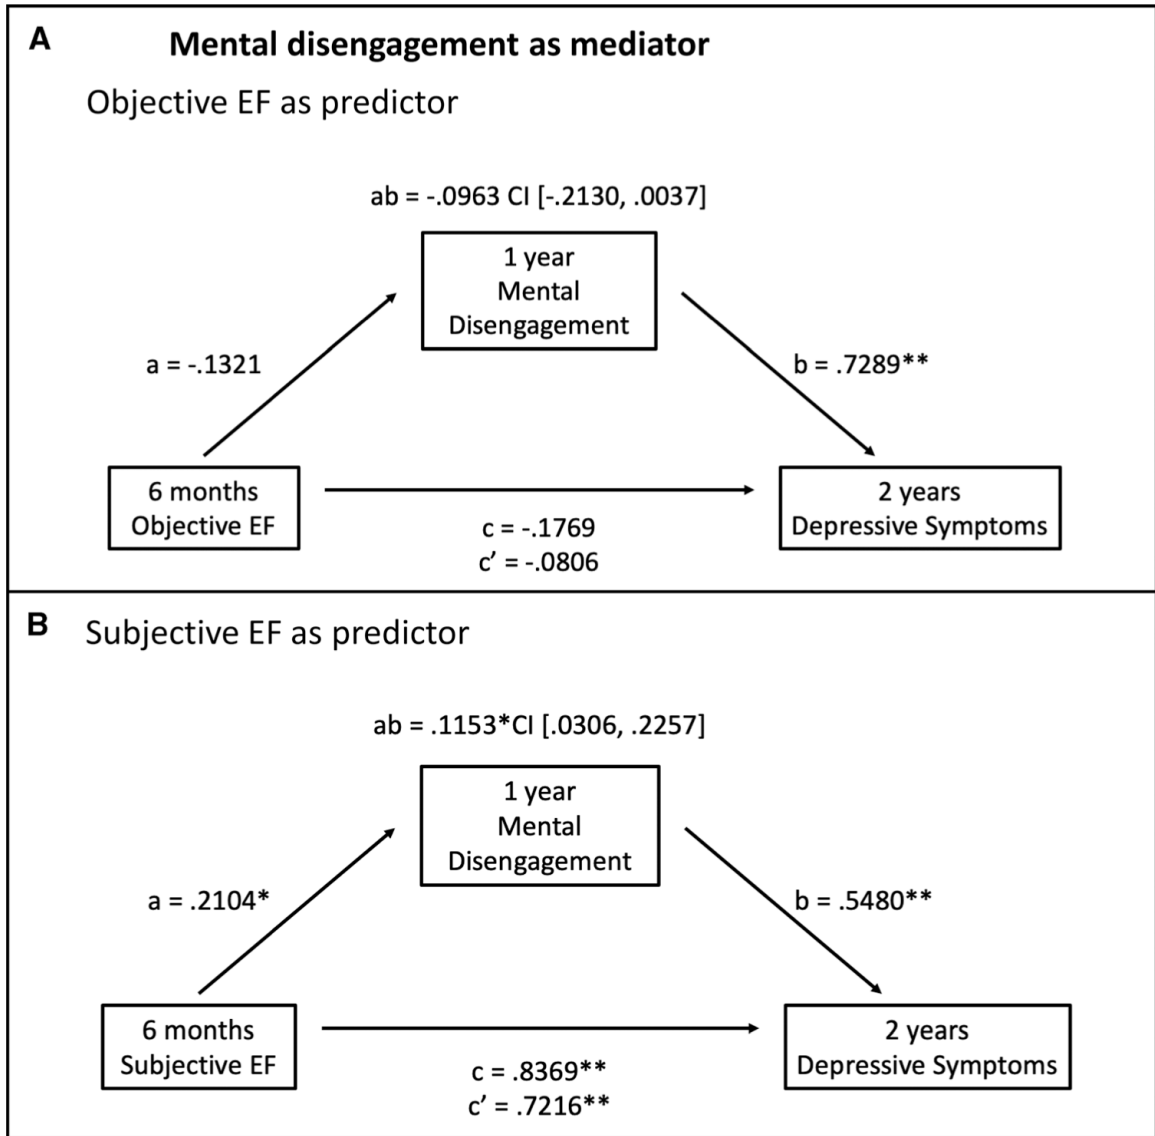 A
Mental disengagement as mediator
Objective EF as predictor
ab = -.0963 CI [-.2130, .0037]
1 year
Mental
Disengagement
a = -.1321
b = .7289**
6 months
Objective EF
2 years
Depressive Symptoms
c = -.1769
c′ = -.0806
B
Subjective EF as predictor
ab = .1153*CI [.0306, .2257]
1 year
Mental
Disengagement
a = .2104*
b = .5480**
6 months
Subjective EF
2 years
Depressive Symptoms
c = .8369**
c′ = .7216**